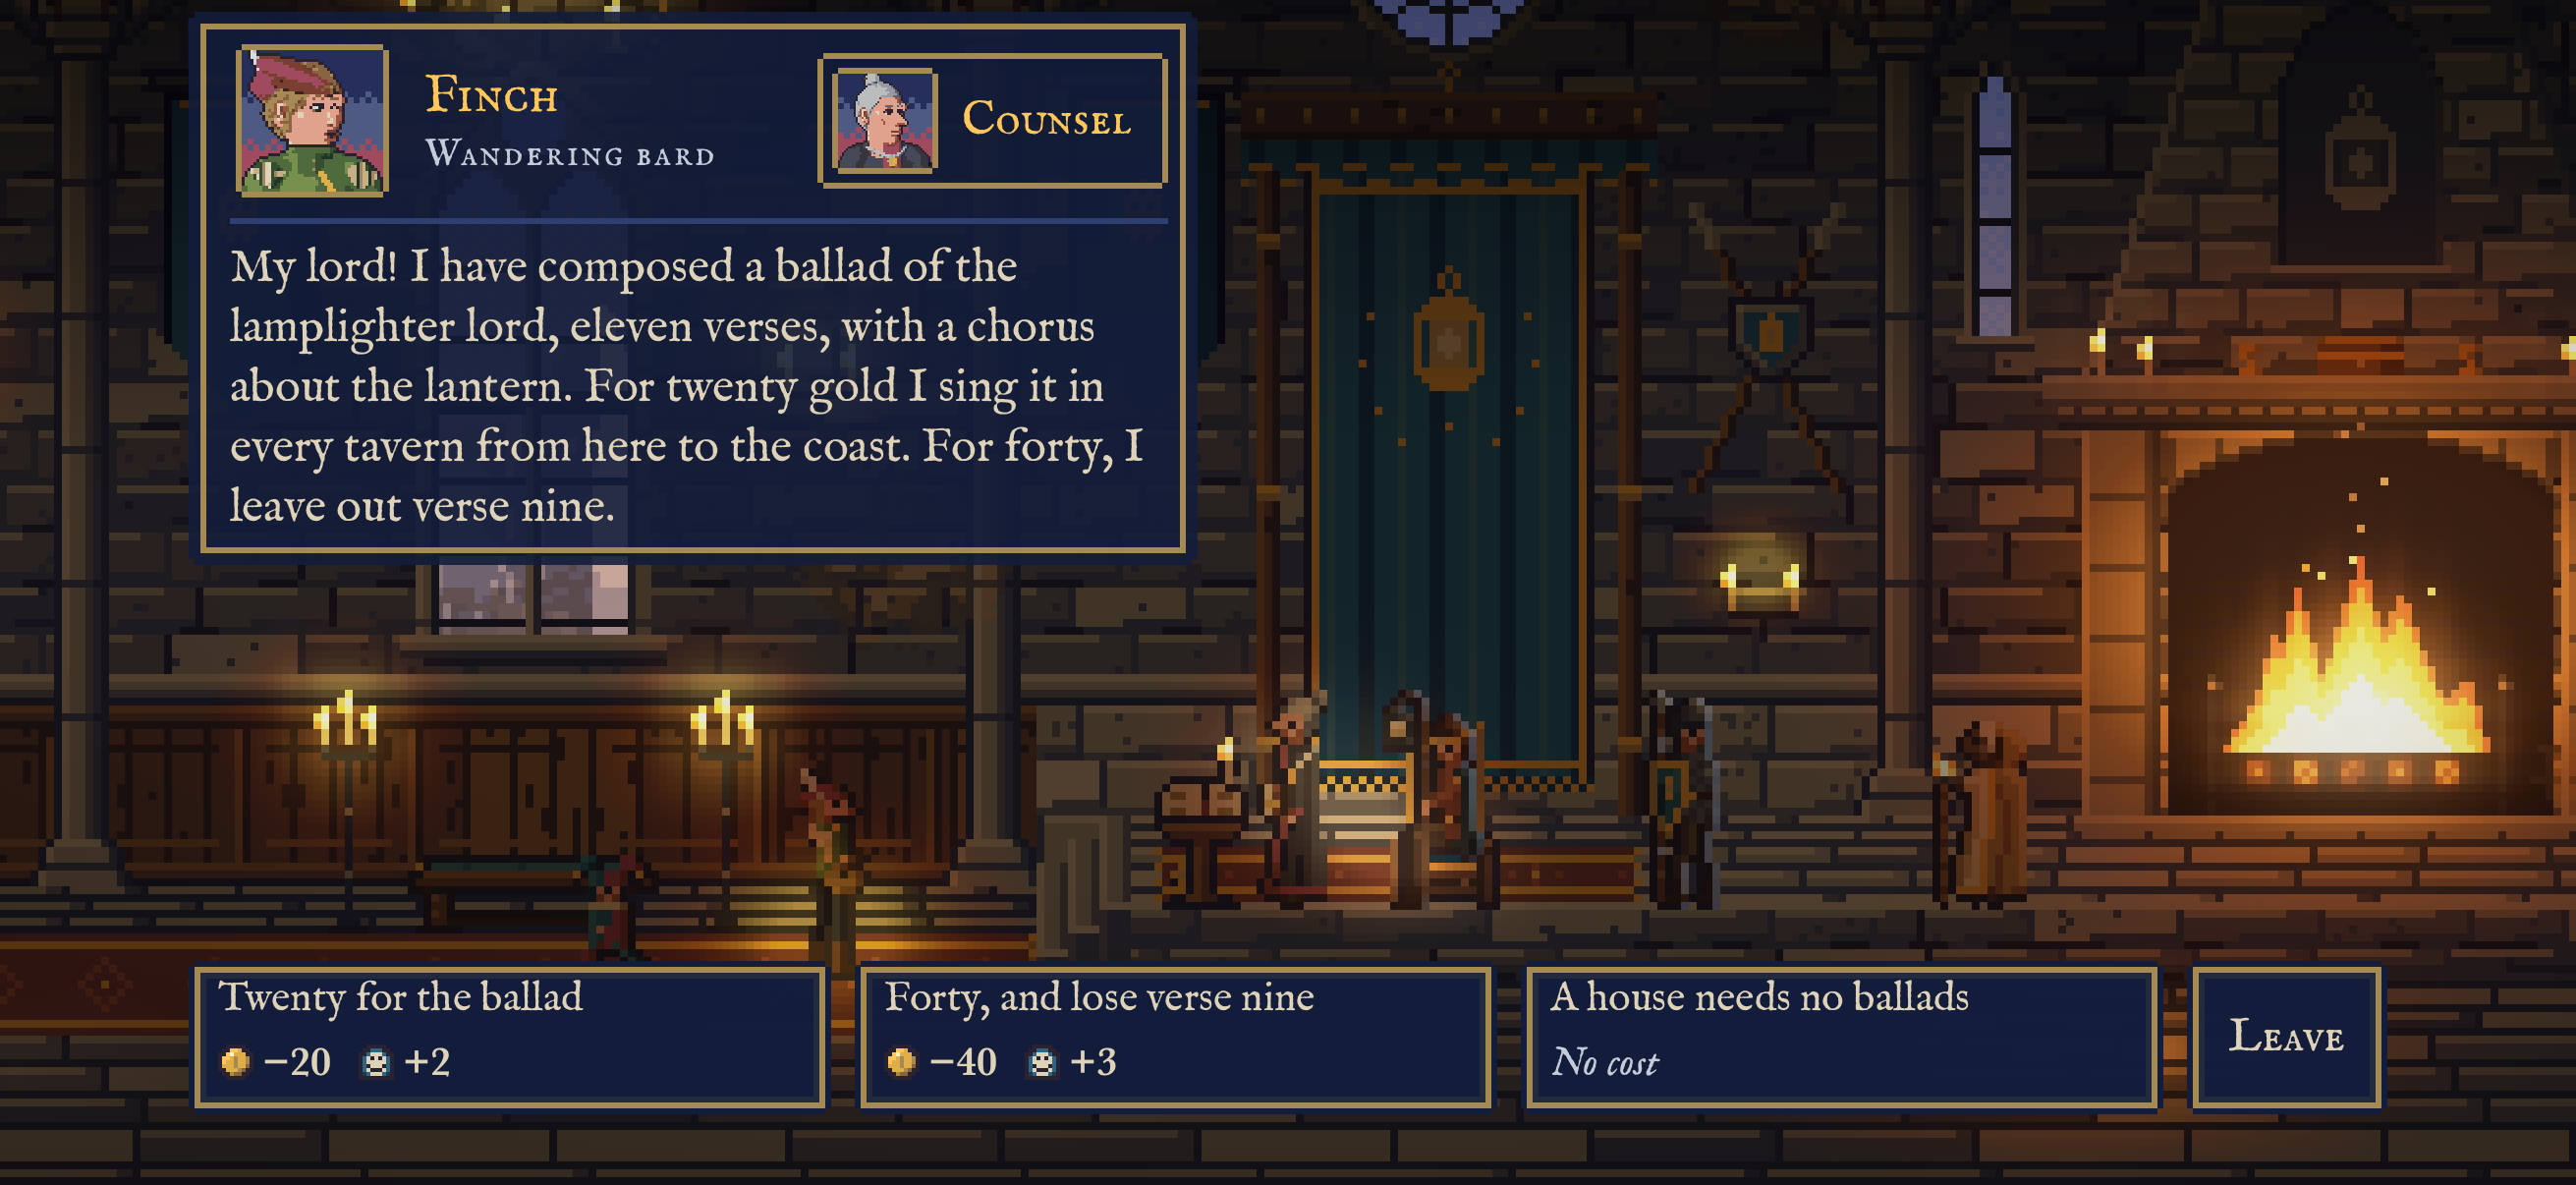 Finch
Wandering bard
Counsel
My lord! I have composed a ballad of the
lamplighter lord, eleven verses, with a chorus
about the lantern. For twenty gold I sing it in
every tavern from here to the coast. For forty, I
leave out verse nine.
Twenty for the ballad
−20 +2
Forty, and lose verse nine
−40 +3
A house needs no ballads
No cost
Leave